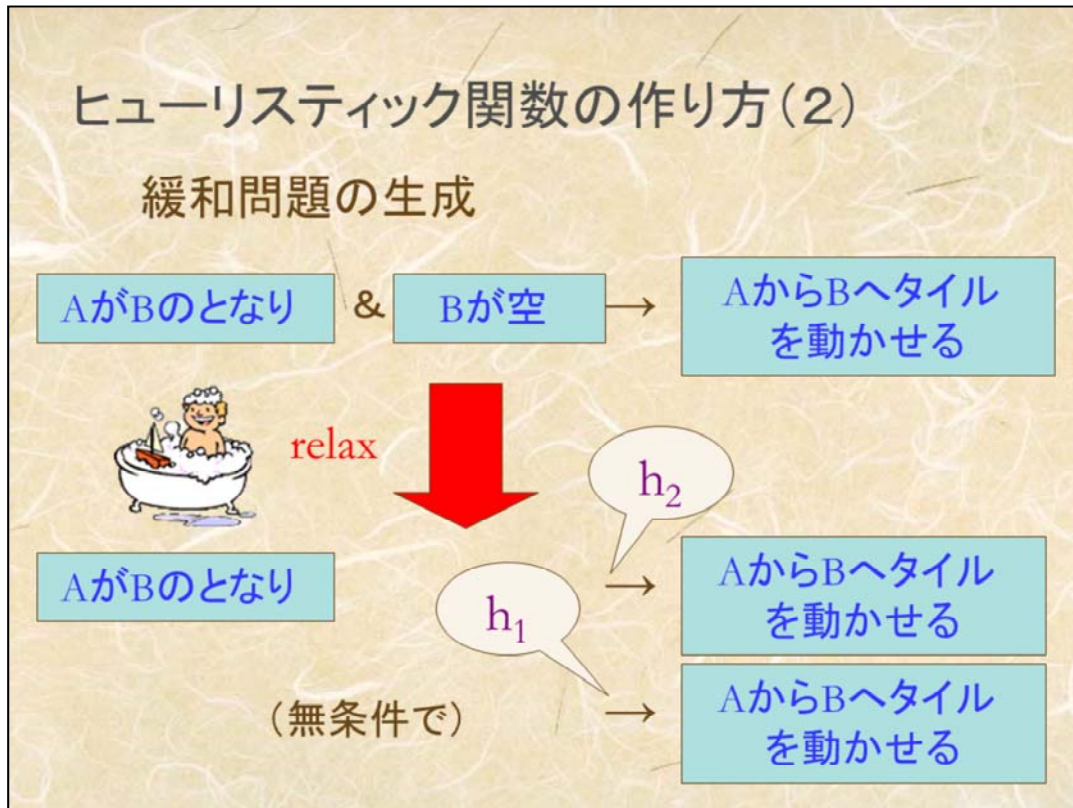 ヒューリスティック関数の作り方(2)
緩和問題の生成
AがBのとなり & Bが空 → AからBへタイル
を動かせる
relax
h₂
AがBのとなり → AからBへタイル
を動かせる
h₁
(無条件で) → AからBへタイル
を動かせる